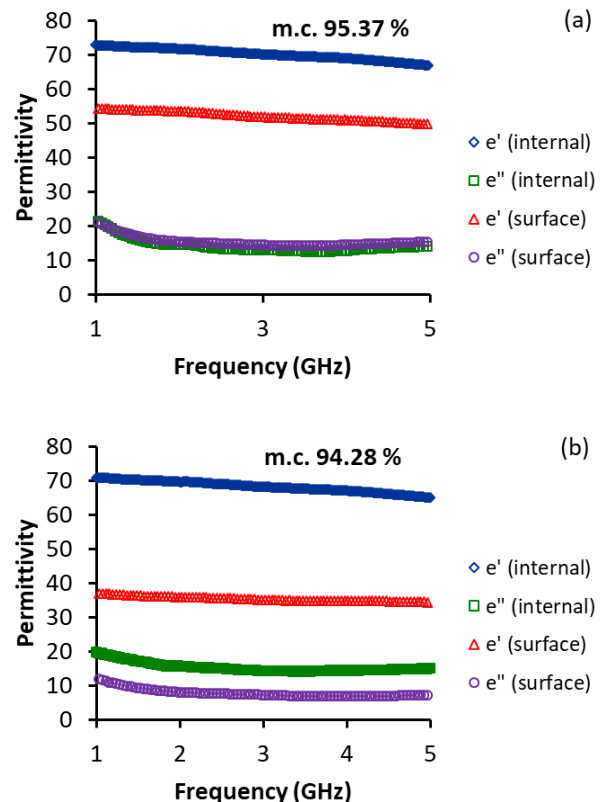 (a)
m.c. 95.37 %
Permittivity
80
70
60
50
40
30
20
10
0
1
3
5
Frequency (GHz)
e' (internal)
e" (internal)
e' (surface)
e" (surface)
(b)
m.c. 94.28 %
Permittivity
80
70
60
50
40
30
20
10
0
1
2
3
4
5
Frequency (GHz)
e' (internal)
e" (internal)
e' (surface)
e" (surface)